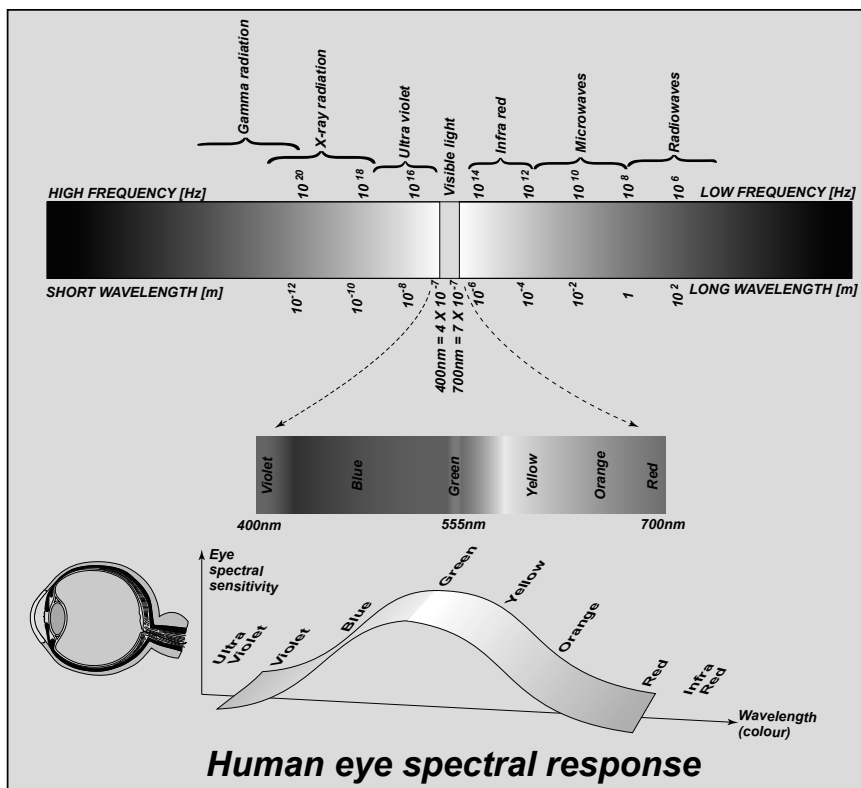 Gamma radiation
X-ray radiation
Ultra violet
Visible light
Infra red
Microwaves
Radiowaves
HIGH FREQUENCY [Hz]
10 20
10 18
10 16
10 14
10 12
10 10
10 8
10 6
LOW FREQUENCY [Hz]
SHORT WAVELENGTH [m]
10 -12
10 -10
10 -8
400nm = 4 X 10 -7
700nm = 7 X 10 -7
10 -6
10 -4
10 -2
1
10 2
LONG WAVELENGTH [m]
Violet
Blue
Green
Yellow
Orange
Red
400nm
555nm
700nm
Eye
spectral
sensitivity
Ultra
Violet
Violet
Blue
Green
Yellow
Orange
Red
Infra
Red
Wavelength
(colour)
Human eye spectral response